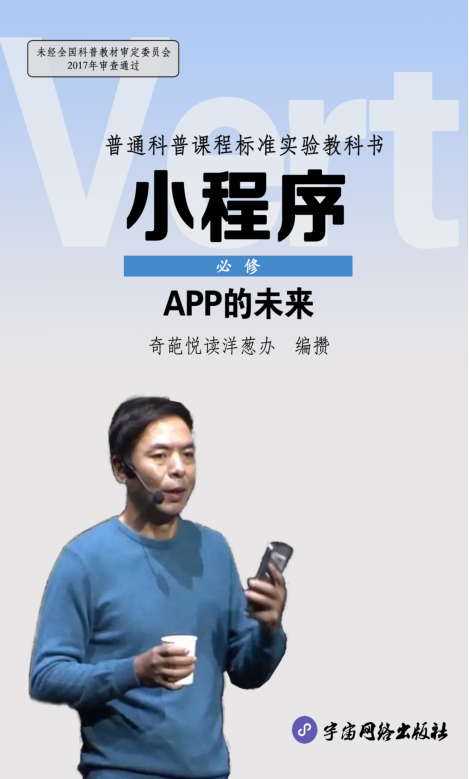 未经全国科普教材审定委员会
2017年审查通过
Vert
普通科普课程标准实验教科书
小程序
必修
APP的未来
奇葩悦读洋葱办 编攒
宇宙网络出版社